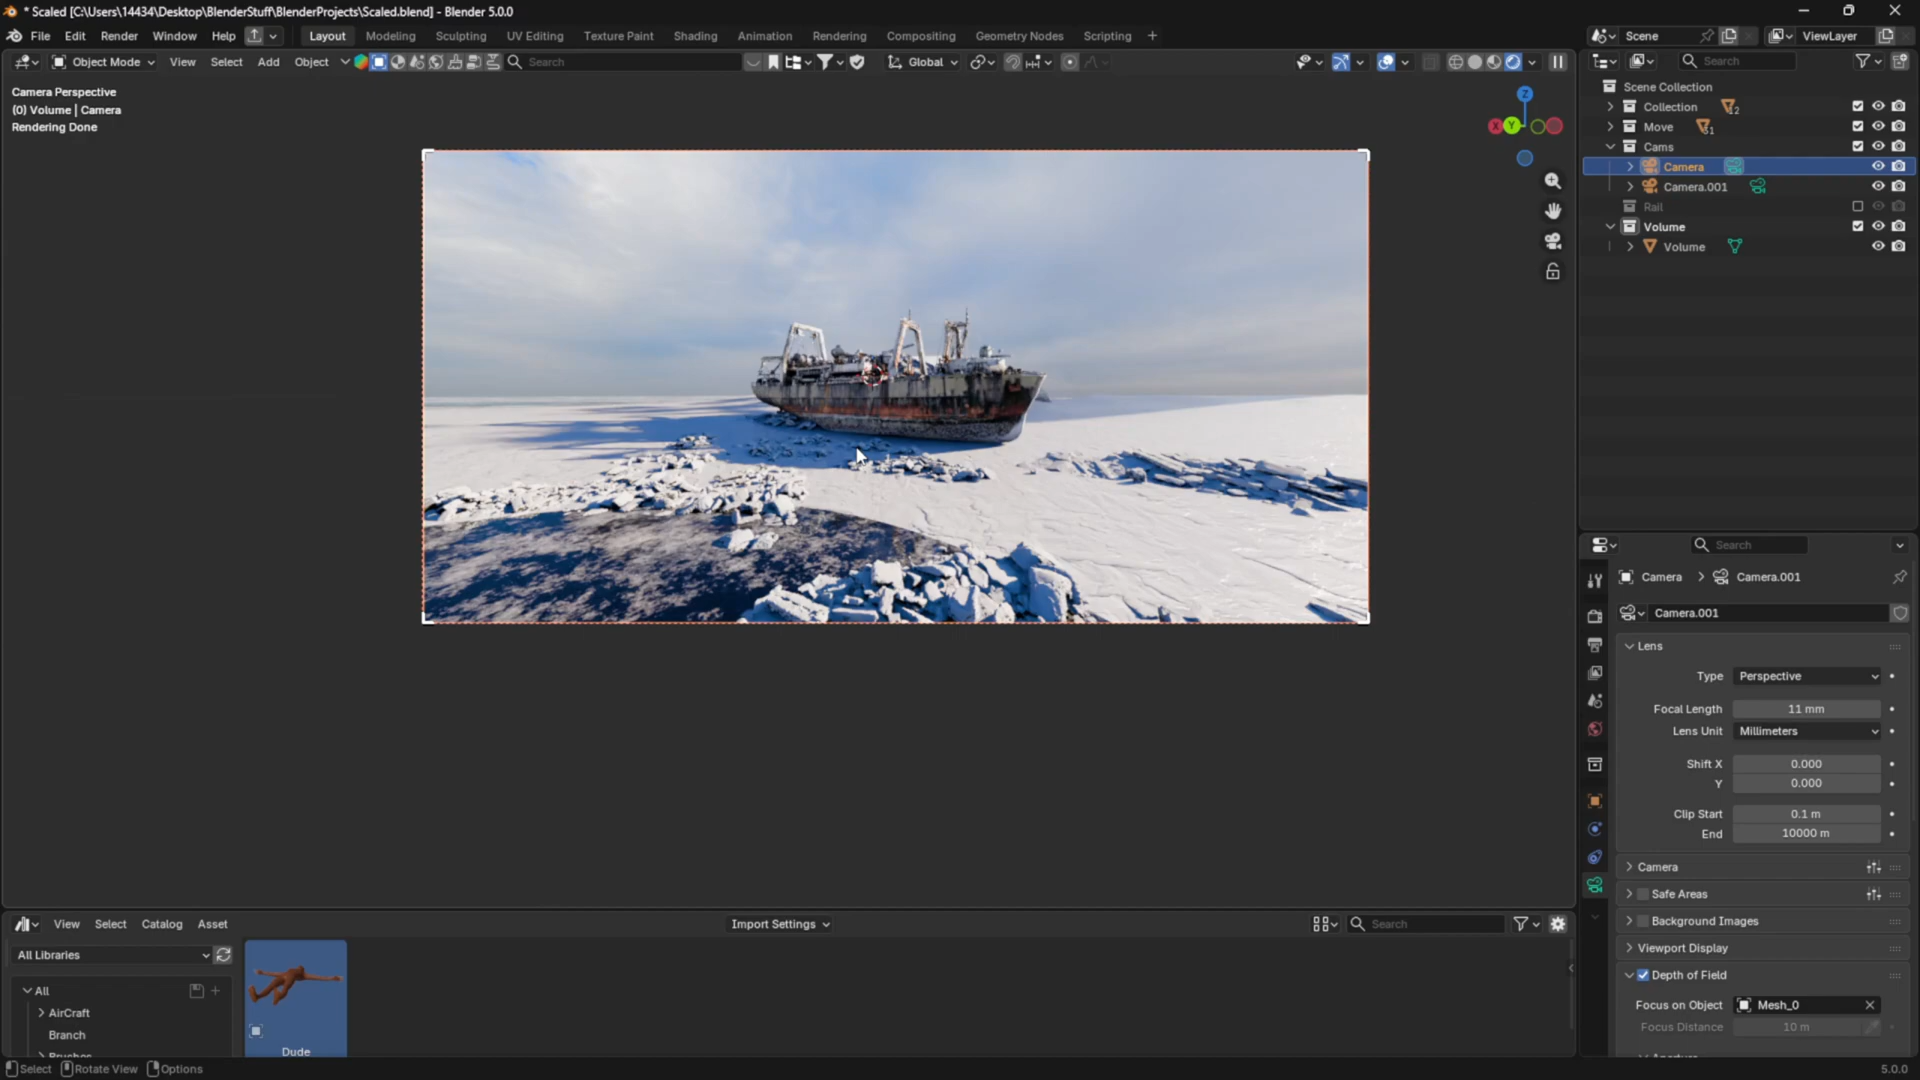 * Scaled [C:\Users\14434\Desktop\BlenderStuff\BlenderProjects\Scaled.blend] - Blender 5.0.0
File Edit Render Window Help Layout Modeling Sculpting UV Editing Texture Paint Shading Animation Rendering Compositing Geometry Nodes Scripting + Scene ViewLayer
Object Mode View Select Add Object Search Global Search
Camera Perspective
(0) Volume | Camera
Rendering Done
Z
X Y
Scene Collection
Collection 2
Move 31
Cams
Camera
Camera.001
Rail
Volume
Volume
Search
Camera > Camera.001
Camera.001
Lens
Type Perspective
Focal Length 11 mm
Lens Unit Millimeters
Shift X 0.000
Y 0.000
Clip Start 0.1 m
End 10000 m
Camera
Safe Areas
Background Images
Viewport Display
Depth of Field
Focus on Object Mesh_0
Focus Distance 10 m
View Select Catalog Asset Import Settings Search
All Libraries
All
AirCraft
Branch
Dude
Select Rotate View Options 5.0.0